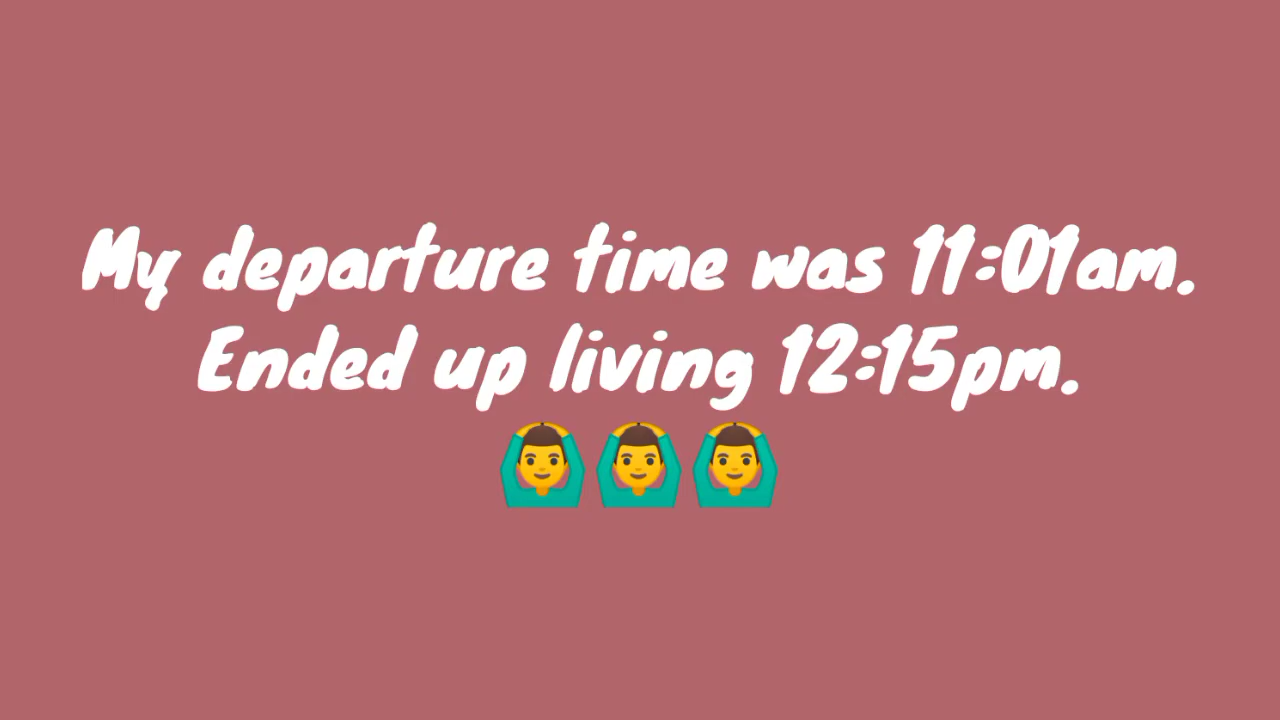 My departure time was 11:01am.
Ended up living 12:15pm.
🙆‍♂️🙆‍♂️🙆‍♂️